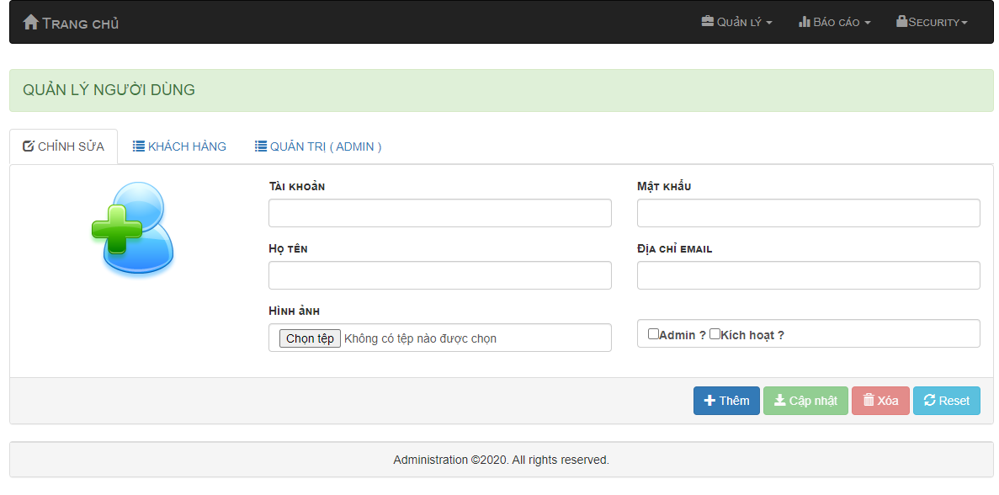 Trang chủ Quản lý Báo cáo Security
QUẢN LÝ NGƯỜI DÙNG
CHỈNH SỬA KHÁCH HÀNG QUẢN TRỊ ( ADMIN )
Tài khoản Mật khẩu
Họ tên Địa chỉ email
Hình ảnh
Chọn tệp Không có tệp nào được chọn Admin ? Kích hoạt ?
Thêm Cập nhật Xóa Reset
Administration ©2020. All rights reserved.